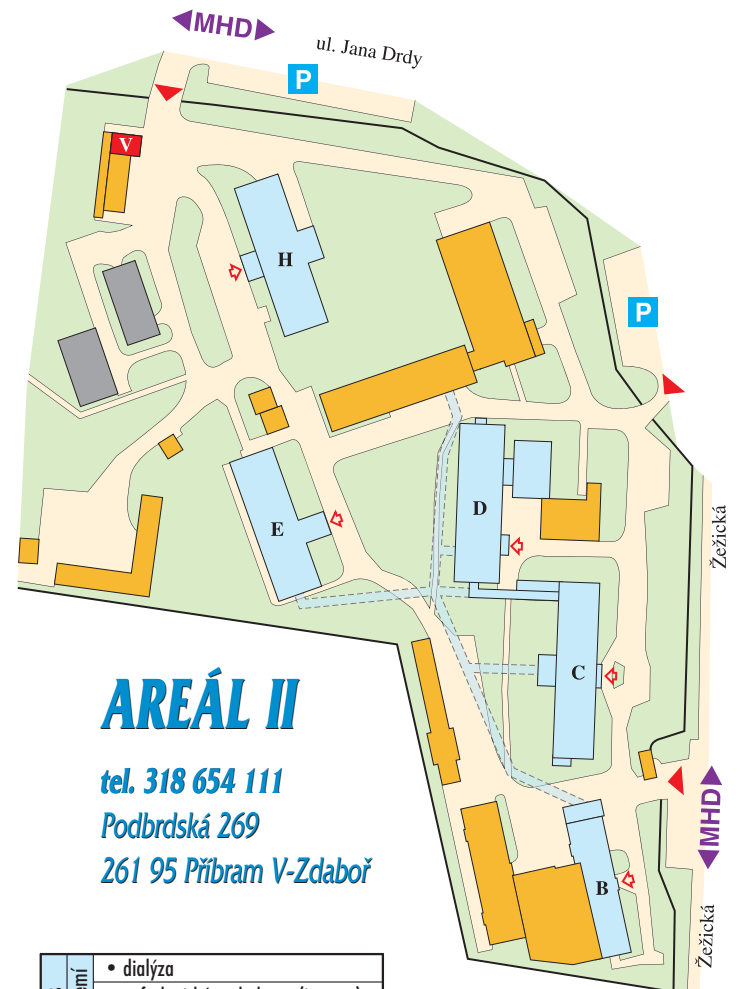 MHD
ul. Jana Drdy
P
V
H
P
D
E
Žežická
C
AREÁL II
tel. 318 654 111
Podbrdská 269
261 95 Příbram V-Zdaboř
MHD
B
Žežická
• dialýza